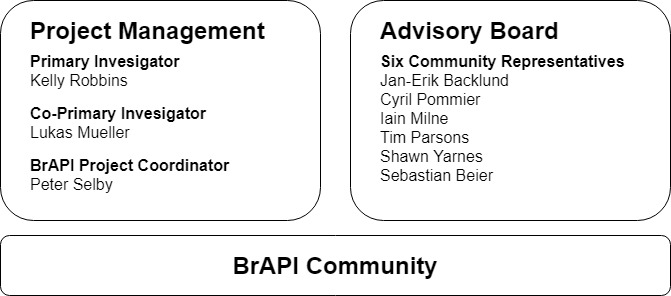 Project Management
Primary Invesigator
Kelly Robbins
Co-Primary Invesigator
Lukas Mueller
BrAPI Project Coordinator
Peter Selby
Advisory Board
Six Community Representatives
Jan-Erik Backlund
Cyril Pommier
Iain Milne
Tim Parsons
Shawn Yarnes
Sebastian Beier
BrAPI Community